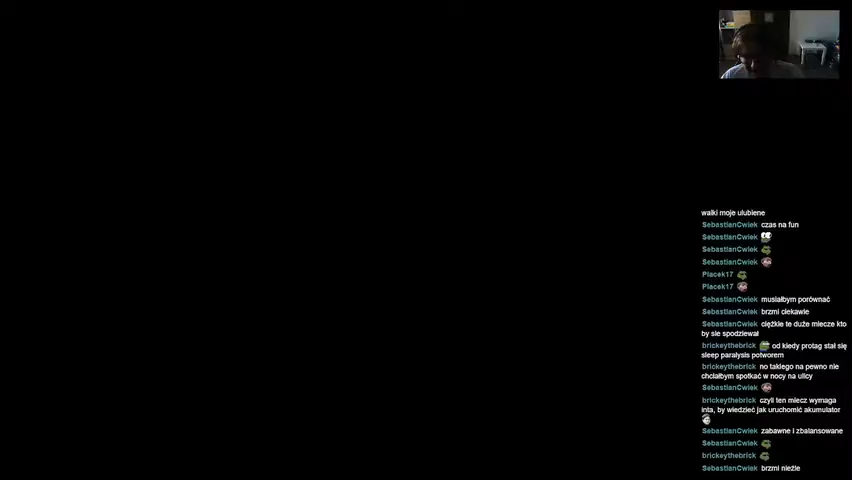 walki moje ulubiene
SebastianCwiek czas na fun
SebastianCwiek
SebastianCwiek
SebastianCwiek
Placek17
Placek17
SebastianCwiek musiałbym porównać
SebastianCwiek brzmi ciekawie
SebastianCwiek ciężkie te duże miecze kto
by sie spodziewał
brickeythebrick od kiedy protag stał się
sleep paralysis potworem
brickeythebrick no takiego na pewno nie
chciałbym spotkać w nocy na ulicy
SebastianCwiek
brickeythebrick czyli ten miecz wymaga
inta, by wiedzieć jak uruchomić akumulator
SebastianCwiek zabawne i zbalansowane
SebastianCwiek
brickeythebrick
SebastianCwiek brzmi nieźle